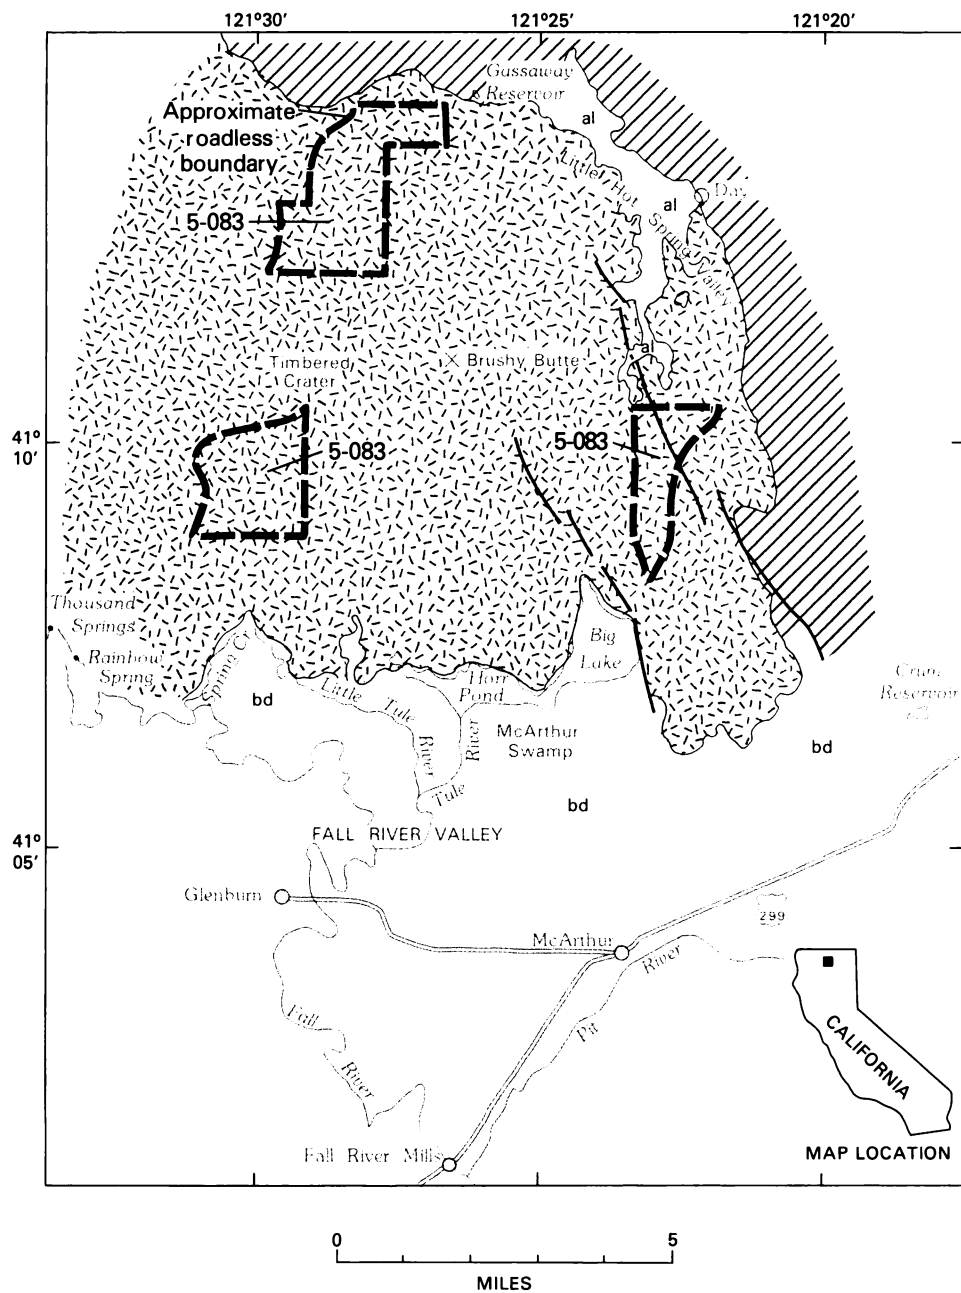 121°30′
121°25′
121°20′
Gassaway
Reservoir
Approximate
roadless
boundary
al
Little Hot Spring Valley
Day
al
5-083
al
Timbered
Crater
Brushy Butte
41°
10′
5-083
5-083
Thousand
Springs
Rainbow
Spring
Spring Cr
Big
Lake
Horr
Pond
Crum
Reservoir
bd
Little Tule River
McArthur
Swamp
River
Tule
bd
bd
41°
05′
FALL RIVER VALLEY
Glenburn
299
McArthur
River
Pit
Fall
River
CALIFORNIA
Fall River Mills
MAP LOCATION
0
5
MILES